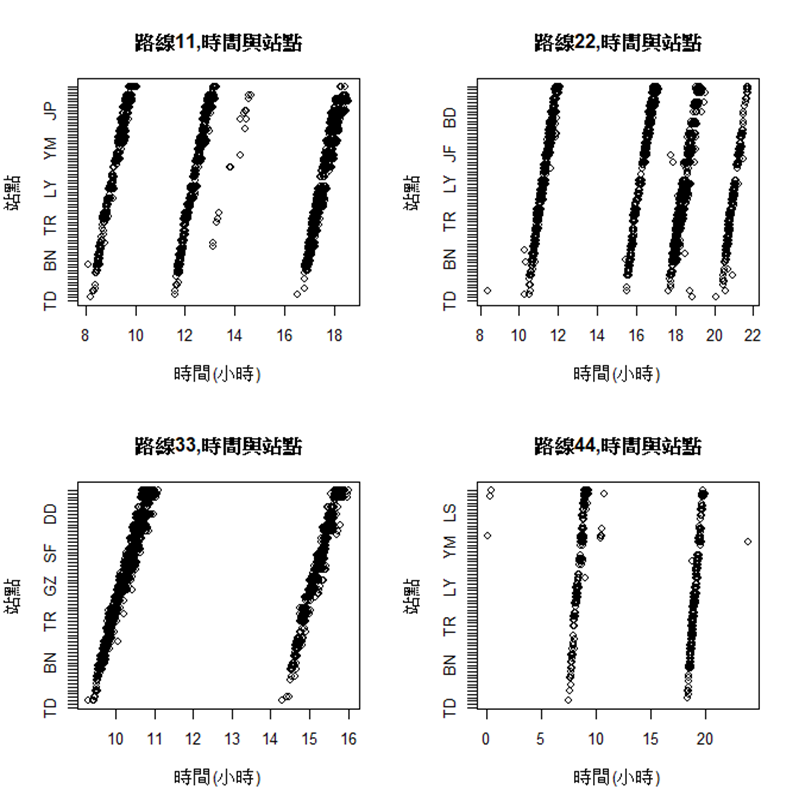 路線11,時間與站點
路線22,時間與站點
站點
TD BN TR LY YM JP
站點
TD BN TR LY JF BD
8 10 12 14 16 18
8 10 12 14 16 18 20 22
時間(小時)
時間(小時)
路線33,時間與站點
路線44,時間與站點
站點
TD BN TR GZ SF DD
站點
TD BN TR LY YM LS
10 11 12 13 14 15 16
0 5 10 15 20
時間(小時)
時間(小時)